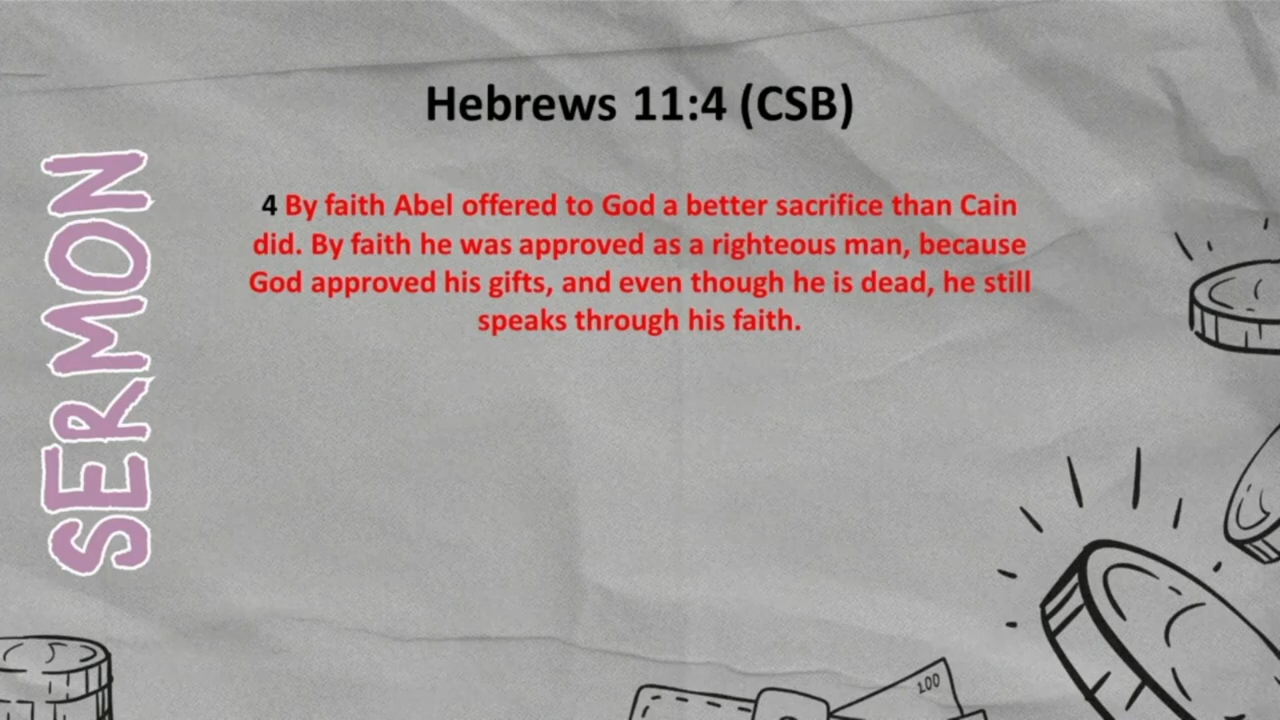 Hebrews 11:4 (CSB)
SERMON
4 By faith Abel offered to God a better sacrifice than Cain
did. By faith he was approved as a righteous man, because
God approved his gifts, and even though he is dead, he still
speaks through his faith.
100